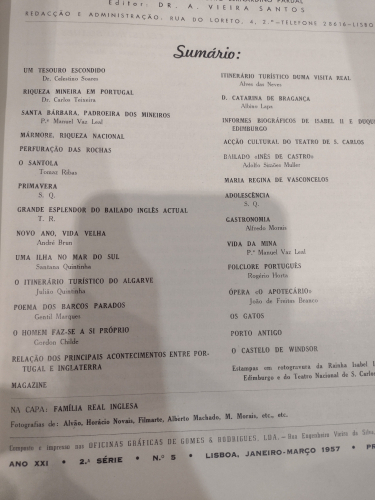 Editor: DR. A. VIEIRA SANTOS
REDACÇÃO E ADMINISTRAÇÃO, RUA DO LORETO, 4, 2.º-TELEFONE 28616-LISBO
Sumário:
UM TESOURO ESCONDIDO
Dr. Celestino Soares
RIQUEZA MINEIRA EM PORTUGAL
Dr. Carlos Teixeira
SANTA BÁRBARA, PADROEIRA DOS MINEIROS
P.e Manuel Vaz Leal
MÁRMORE, RIQUEZA NACIONAL
PERFURAÇÃO DAS ROCHAS
O SANTOLA
Tomaz Ribas
PRIMAVERA
S. Q.
GRANDE ESPLENDOR DO BAILADO INGLÊS ACTUAL
T. R.
NOVO ANO, VIDA VELHA
André Brun
UMA ILHA NO MAR DO SUL
Santana Quintinha
O ITINERÁRIO TURÍSTICO DO ALGARVE
Julião Quintinha
POEMA DOS BARCOS PARADOS
Gentil Marques
O HOMEM FAZ-SE A SI PRÓPRIO
Gordon Childe
RELAÇÃO DOS PRINCIPAIS ACONTECIMENTOS ENTRE POR-
TUGAL E INGLATERRA
MAGAZINE
ITINERÁRIO TURÍSTICO DUMA VISITA REAL
Alves das Neves
D. CATARINA DE BRAGANÇA
Albino Lapa
INFORMES BIOGRÁFICOS DE ISABEL II E DUQU
EDIMBURGO
ACÇÃO CULTURAL DO TEATRO DE S. CARLOS
BAILADO «INÊS DE CASTRO»
Adolfo Simões Muller
MARIA REGINA DE VASCONCELOS
ADOLESCÊNCIA
S. Q.
GASTRONOMIA
Alfredo Morais
VIDA DA MINA
P.e Manuel Vaz Leal
FOLCLORE PORTUGUÊS
Rogério Horta
ÓPERA «O APOTECÁRIO»
João de Freitas Branco
OS GATOS
PORTO ANTIGO
O CASTELO DE WINDSOR
Estampas em rotogravura da Rainha Isabel I
Edimburgo e do Teatro Nacional de S. Carlos
NA CAPA: FAMÍLIA REAL INGLESA
Fotografias de: Alvão, Horácio Novais, Filmarte, Alberto Machado, M. Morais, etc., etc.
Composto e impresso nas OFICINAS GRÁFICAS DE GOMES & RODRIGUES, LDA. — Rua Engenheiro Vieira da Silva,
ANO XXI • 2.ª SÉRIE • N.º 5 • LISBOA, JANEIRO-MARÇO 1957 • PR